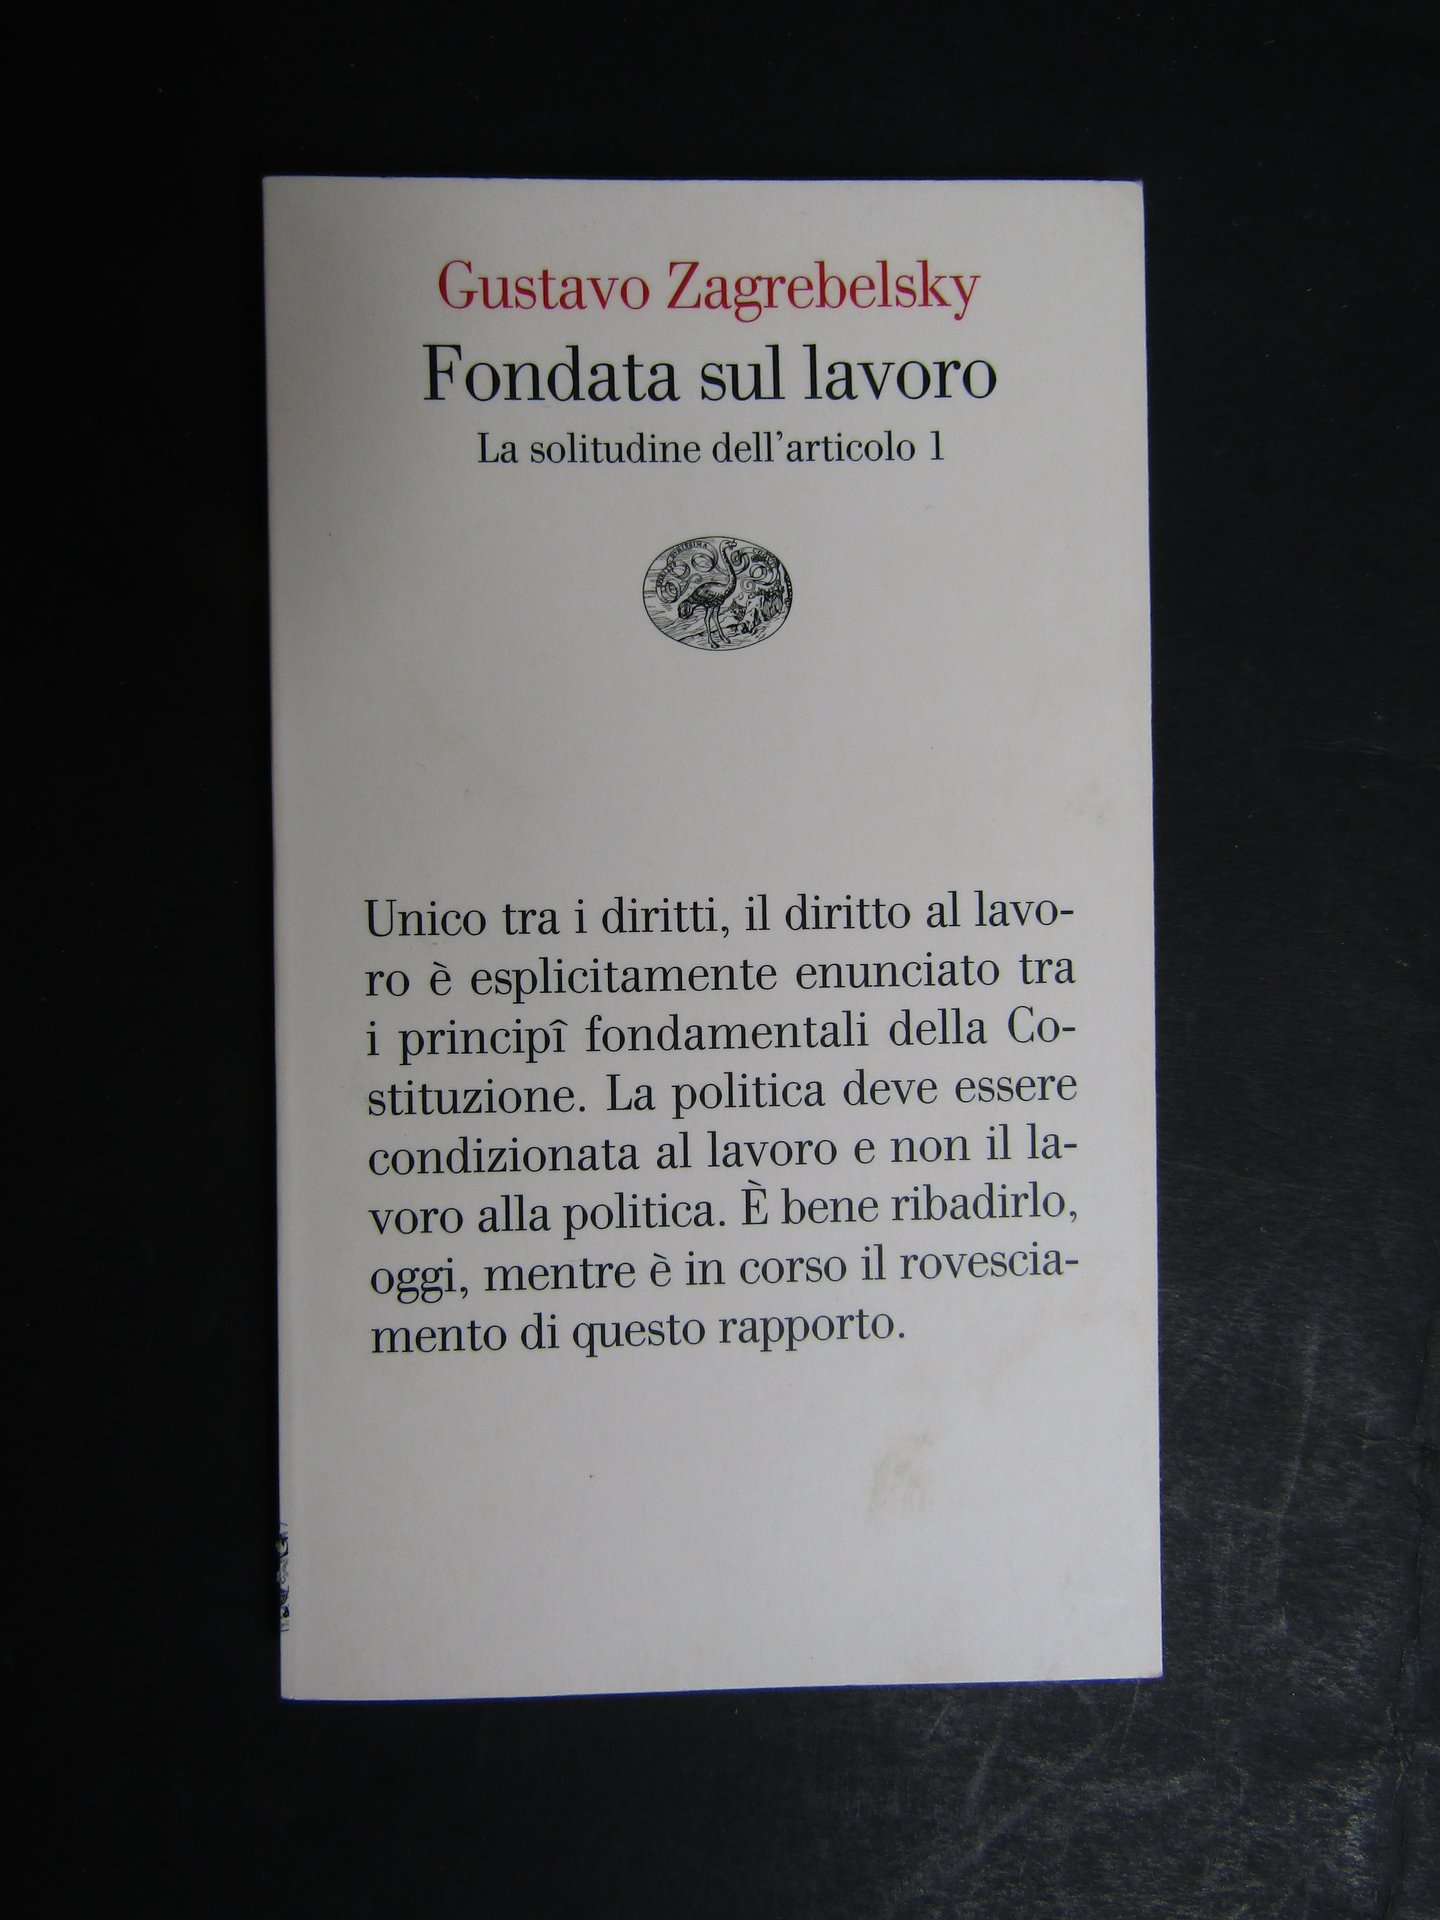 Gustavo Zagrebelsky
Fondata sul lavoro
La solitudine dell'articolo 1
Unico tra i diritti, il diritto al lavo-
ro è esplicitamente enunciato tra
i principî fondamentali della Co-
stituzione. La politica deve essere
condizionata al lavoro e non il la-
voro alla politica. È bene ribadirlo,
oggi, mentre è in corso il rovescia-
mento di questo rapporto.